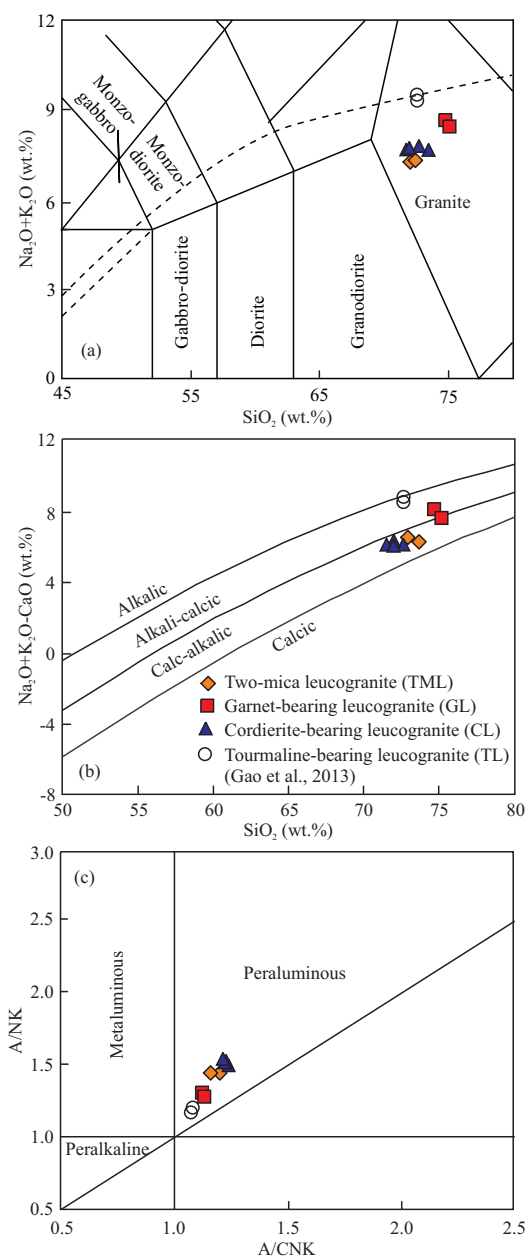 12
9
6
3
0
Na₂O+K₂O (wt.%)
Monzo-
gabbro
Monzo-
diorite
Monzo-
Gabbro-diorite
Diorite
Granodiorite
Granite
(a)
45
55
65
75
SiO₂ (wt.%)
12
8
4
0
-4
-8
Na₂O+K₂O-CaO (wt.%)
Alkalic
Alkali-calcic
Calc-alkalic
Calcic
Two-mica leucogranite (TML)
Garnet-bearing leucogranite (GL)
Cordierite-bearing leucogranite (CL)
Tourmaline-bearing leucogranite (TL)
(Gao et al., 2013)
(b)
50
55
60
65
70
75
80
SiO₂ (wt.%)
3.0
2.5
2.0
1.5
1.0
0.5
A/NK
(c)
Metaluminous
Peraluminous
Peralkaline
0.5
1.0
1.5
2.0
2.5
A/CNK